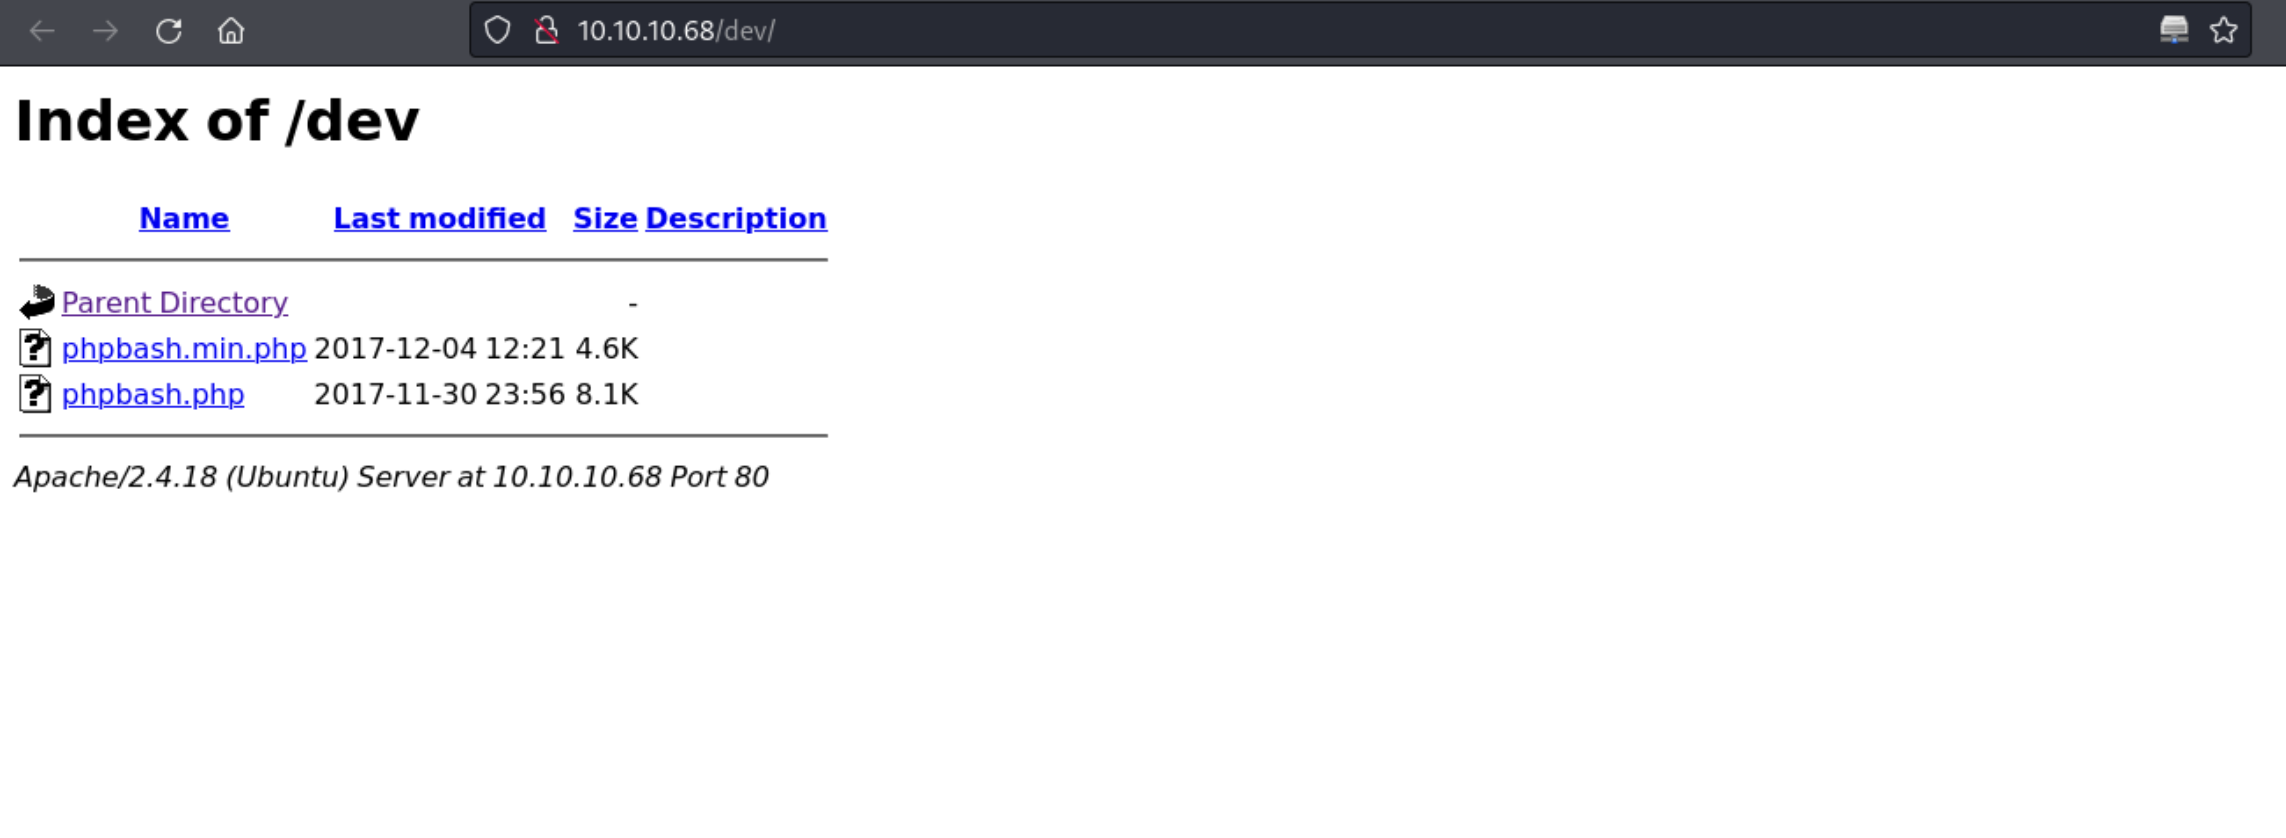 10.10.10.68/dev/
Index of /dev
Name Last modified Size Description
Parent Directory -
phpbash.min.php 2017-12-04 12:21 4.6K
phpbash.php 2017-11-30 23:56 8.1K
Apache/2.4.18 (Ubuntu) Server at 10.10.10.68 Port 80